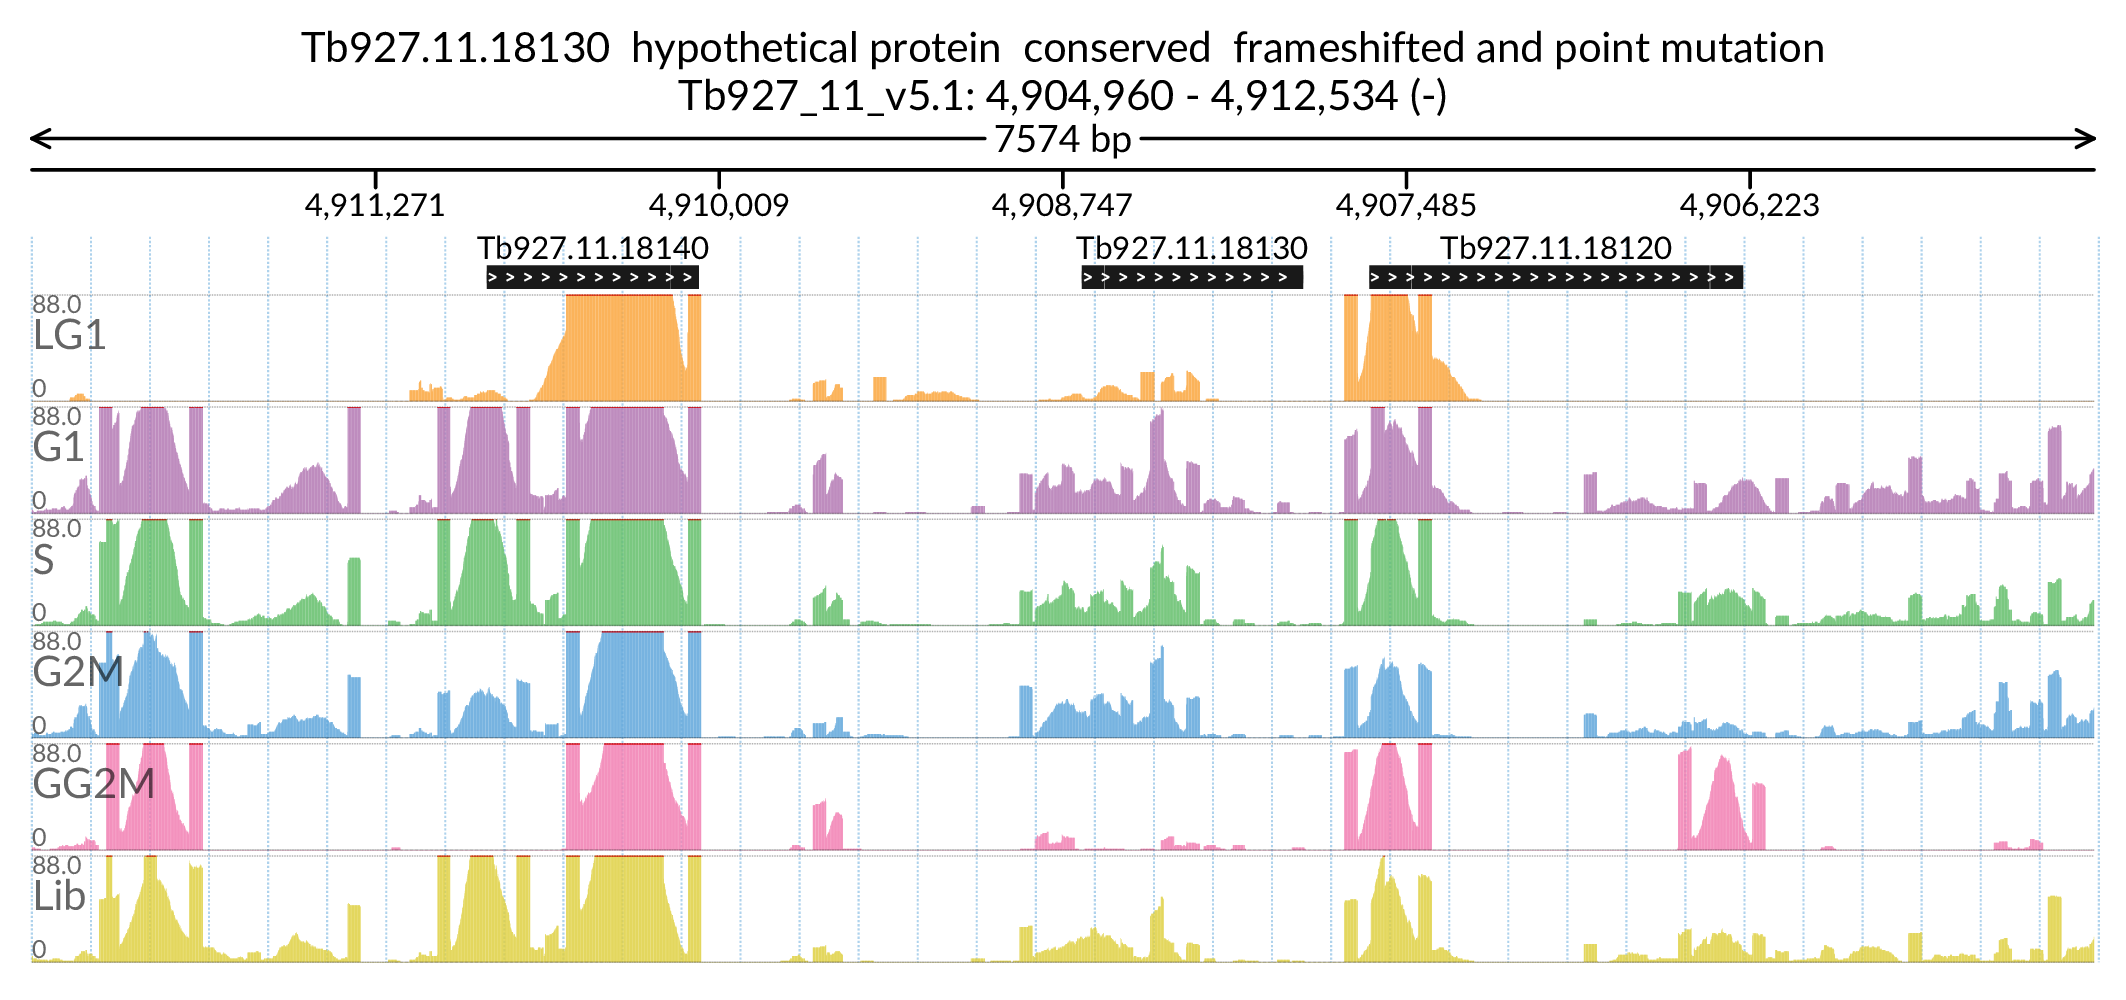 Tb927.11.18130 hypothetical protein conserved frameshifted and point mutation
Tb927_11_v5.1: 4,904,960 - 4,912,534 (-)
7574 bp
4,911,271 4,910,009 4,908,747 4,907,485 4,906,223
Tb927.11.18140 Tb927.11.18130 Tb927.11.18120
88.0
LG1
0
88.0
G1
0
88.0
S
0
88.0
G2M
0
88.0
GG2M
0
88.0
Lib
0